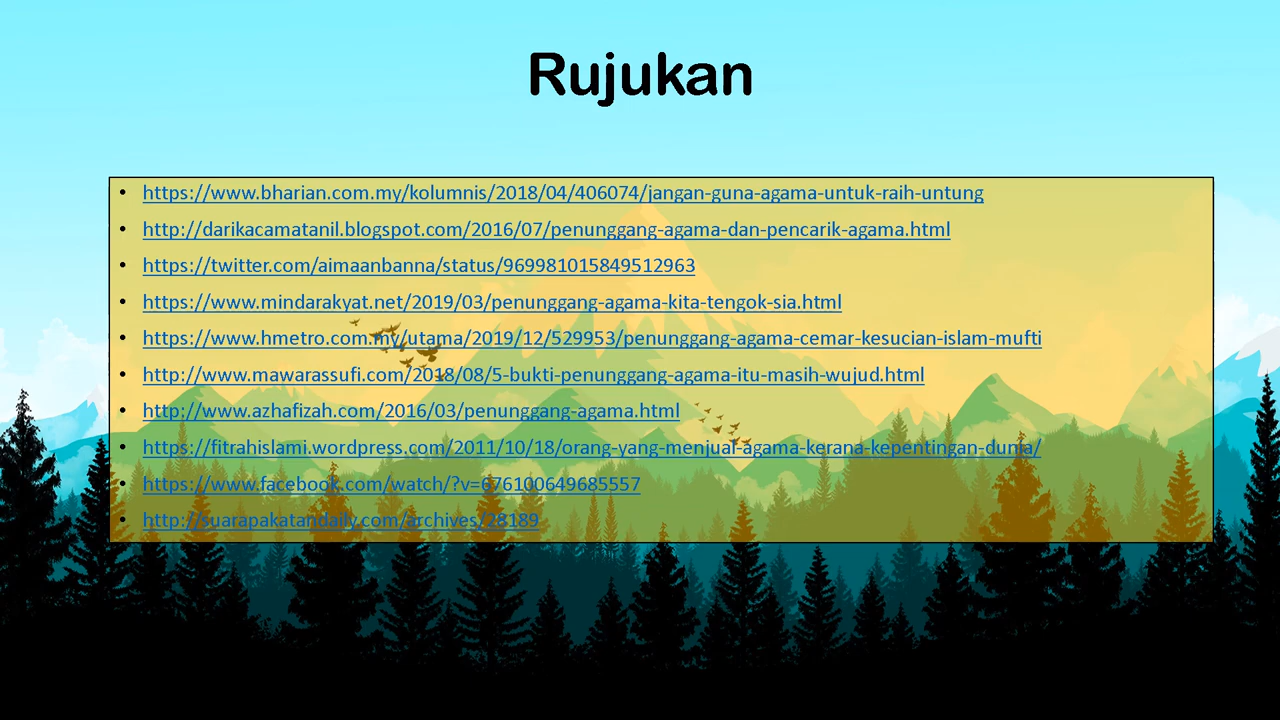 Rujukan
• https://www.bharian.com.my/kolumnis/2018/04/406074/jangan-guna-agama-untuk-raih-untung
• http://darikacamatanil.blogspot.com/2016/07/penunggang-agama-dan-pencarik-agama.html
• https://twitter.com/aimaanbanna/status/969981015849512963
• https://www.mindarakyat.net/2019/03/penunggang-agama-kita-tengok-sia.html
• https://www.hmetro.com.my/utama/2019/12/529953/penunggang-agama-cemar-kesucian-islam-mufti
• http://www.mawarassufi.com/2018/08/5-bukti-penunggang-agama-itu-masih-wujud.html
• http://www.azhafizah.com/2016/03/penunggang-agama.html
• https://fitrahislami.wordpress.com/2011/10/18/orang-yang-menjual-agama-kerana-kepentingan-dunia/
• https://www.facebook.com/watch/?v=676100649685557
• http://suarapakatandaily.com/archives/28189